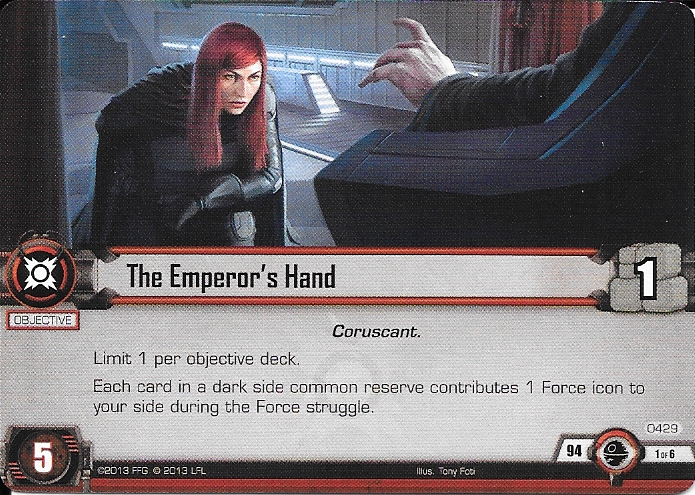 The Emperor's Hand
1
OBJECTIVE
Coruscant.
Limit 1 per objective deck.
Each card in a dark side common reserve contributes 1 Force icon to
your side during the Force struggle.
0429
5
94
1 OF 6
©2013 FFG © 2013 LFL
Illus. Tony Foti